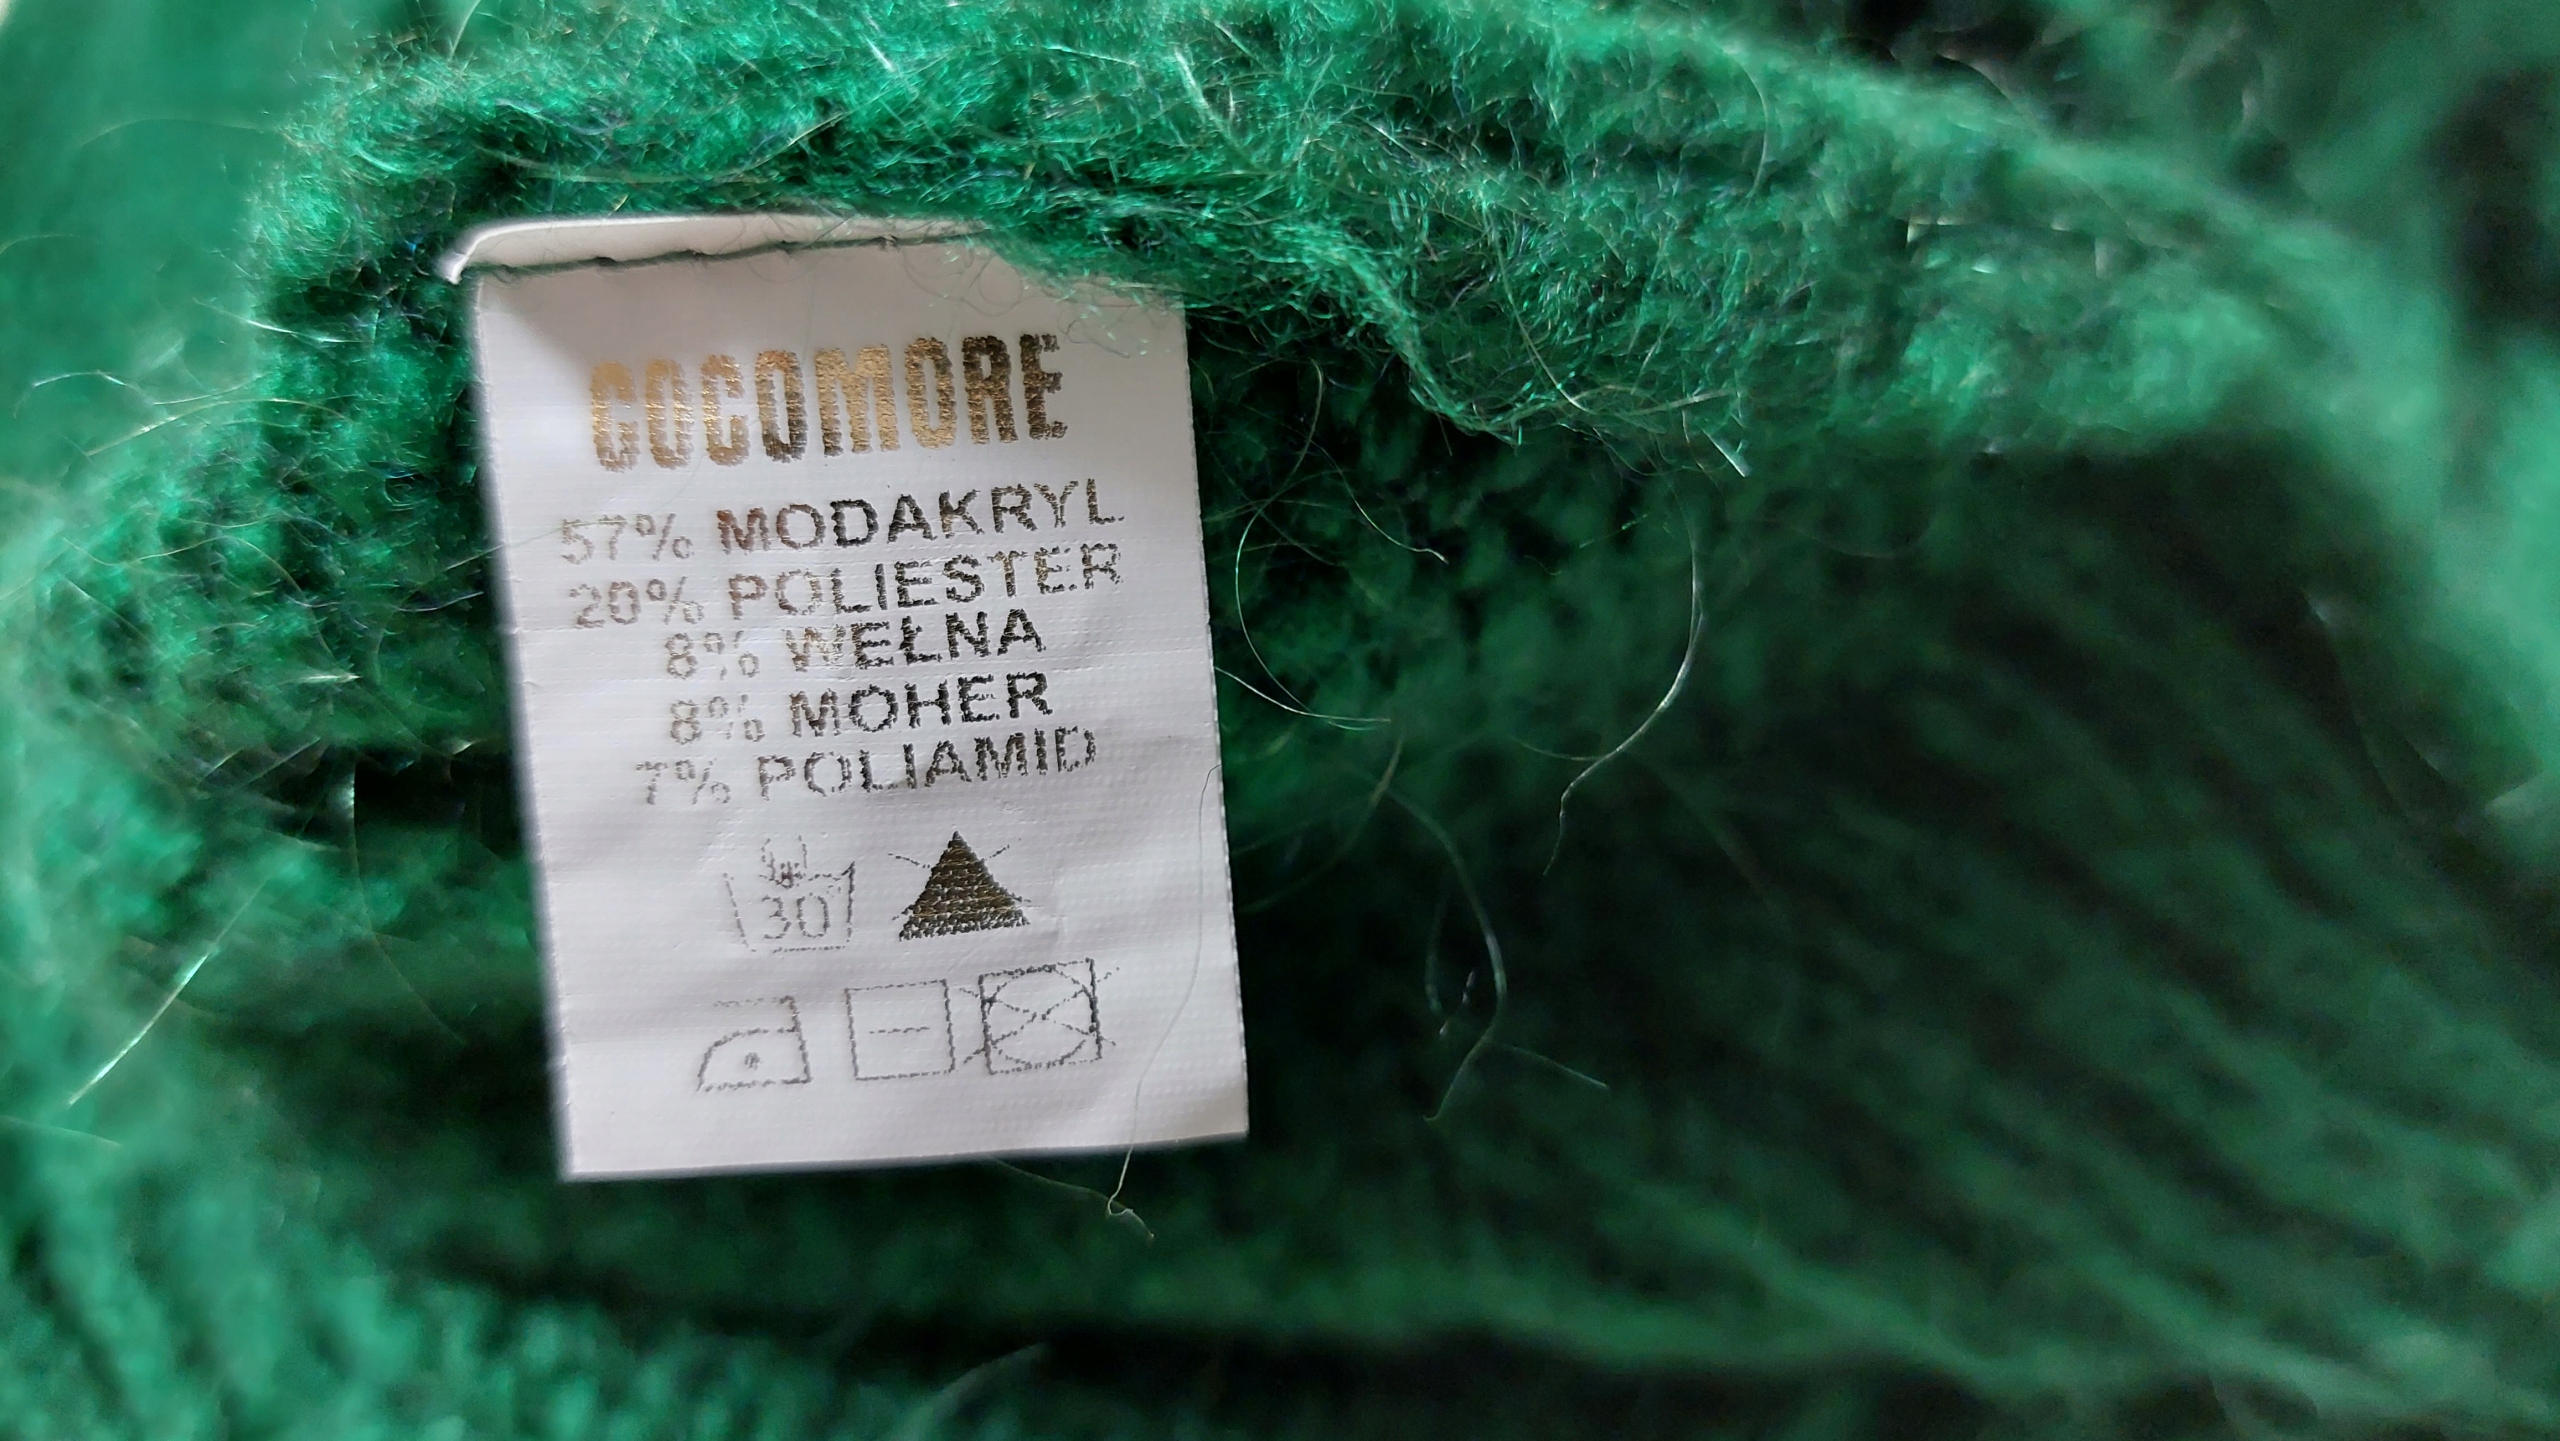 COCOMORE
57% MODAKRYL
20% POLIESTER
8% WEŁNA
8% MOHER
7% POLIAMID
30